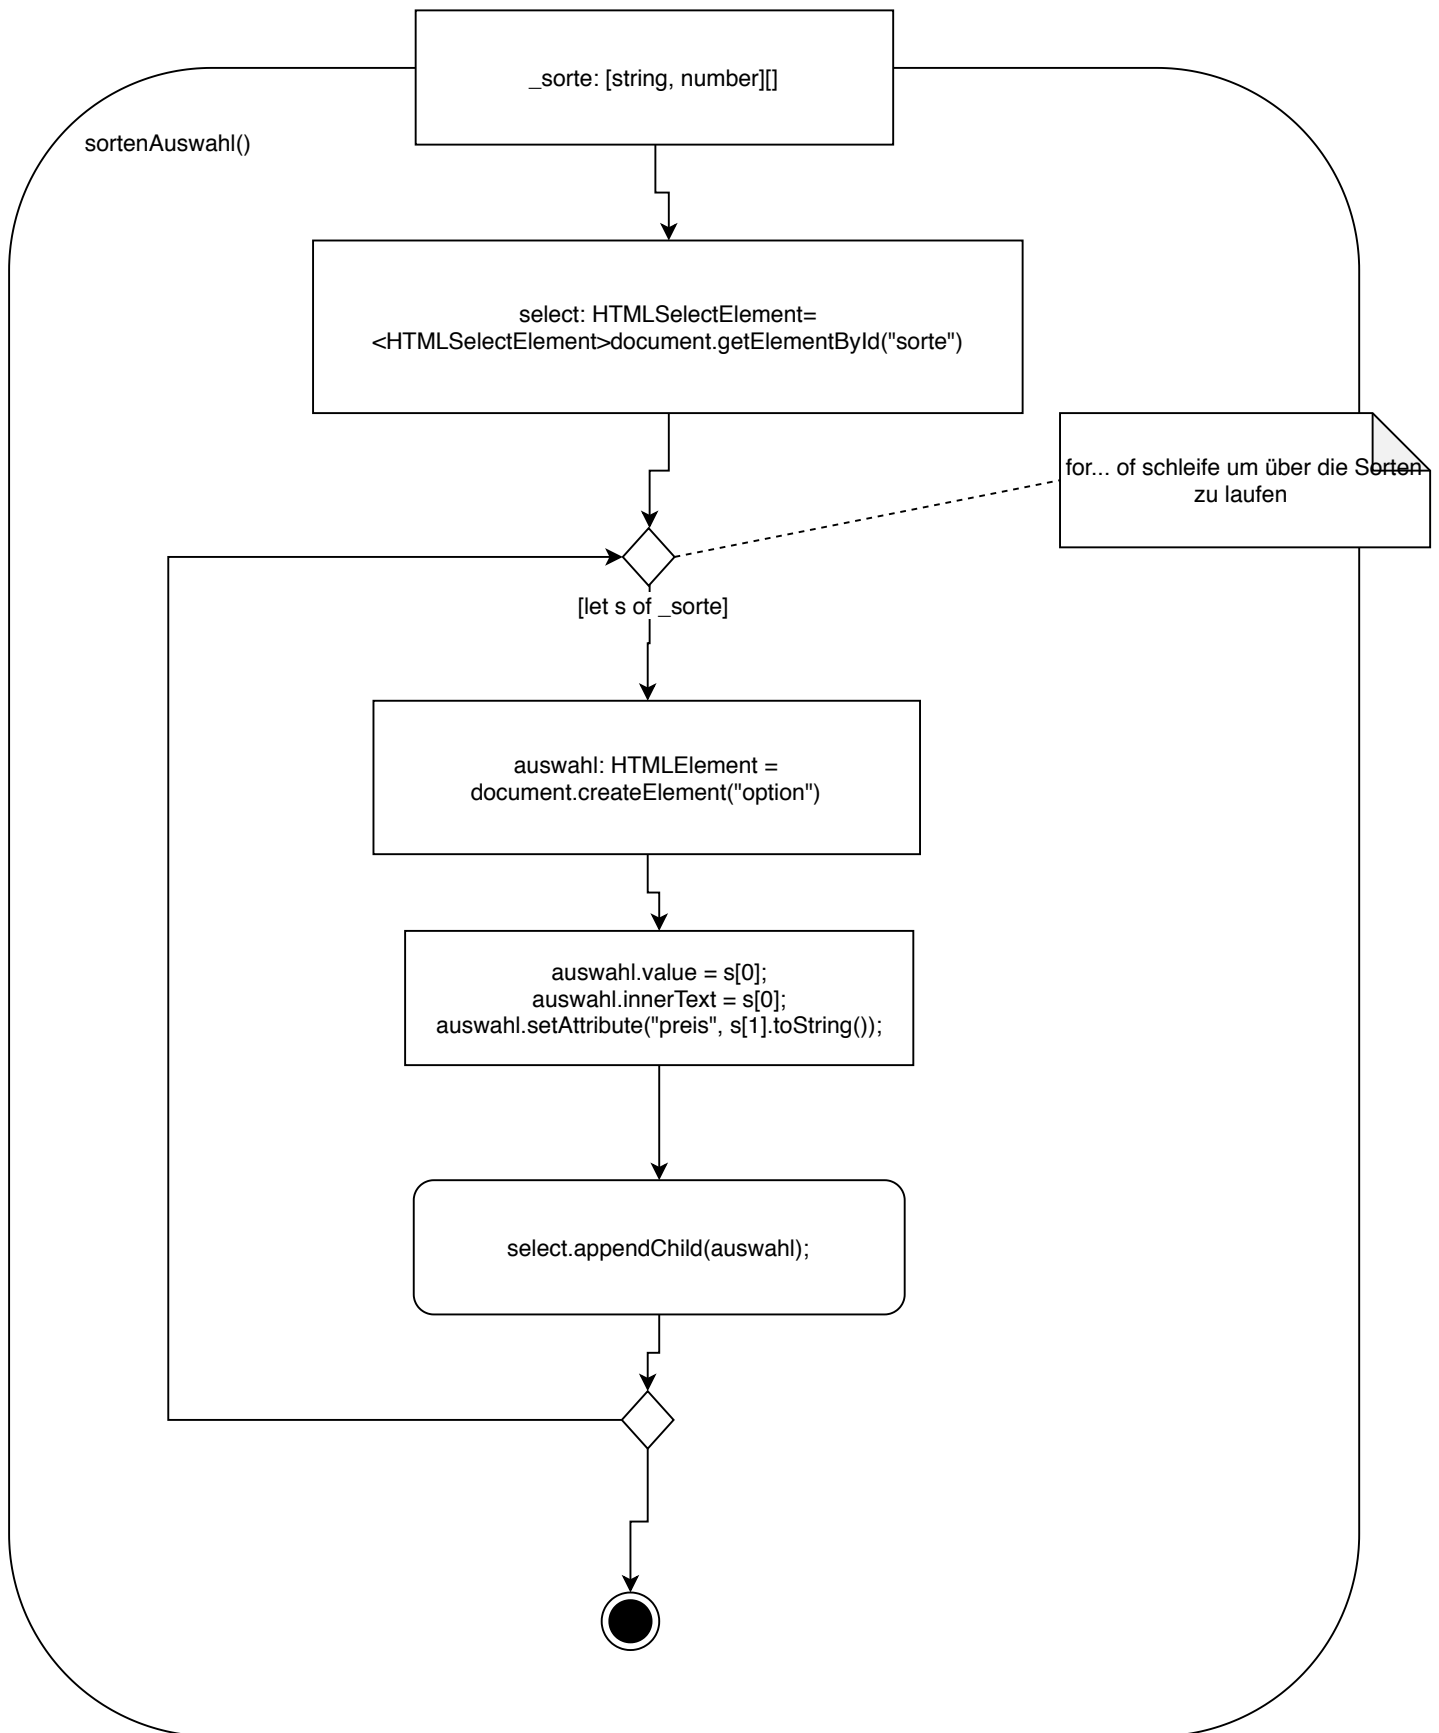 _sorte: [string, number][]
sortenAuswahl()
select: HTMLSelectElement=
<HTMLSelectElement>document.getElementById("sorte")
for... of schleife um über die Sorten
zu laufen
[let s of _sorte]
auswahl: HTMLElement =
document.createElement("option")
auswahl.value = s[0];
auswahl.innerText = s[0];
auswahl.setAttribute("preis", s[1].toString());
select.appendChild(auswahl);